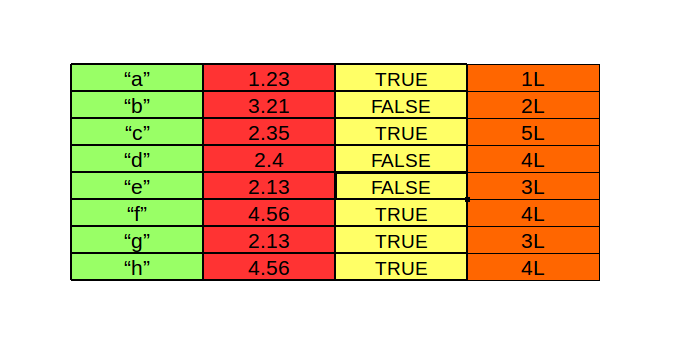 “a” 1.23 TRUE 1L
“b” 3.21 FALSE 2L
“c” 2.35 TRUE 5L
“d” 2.4 FALSE 4L
“e” 2.13 FALSE 3L
“f” 4.56 TRUE 4L
“g” 2.13 TRUE 3L
“h” 4.56 TRUE 4L